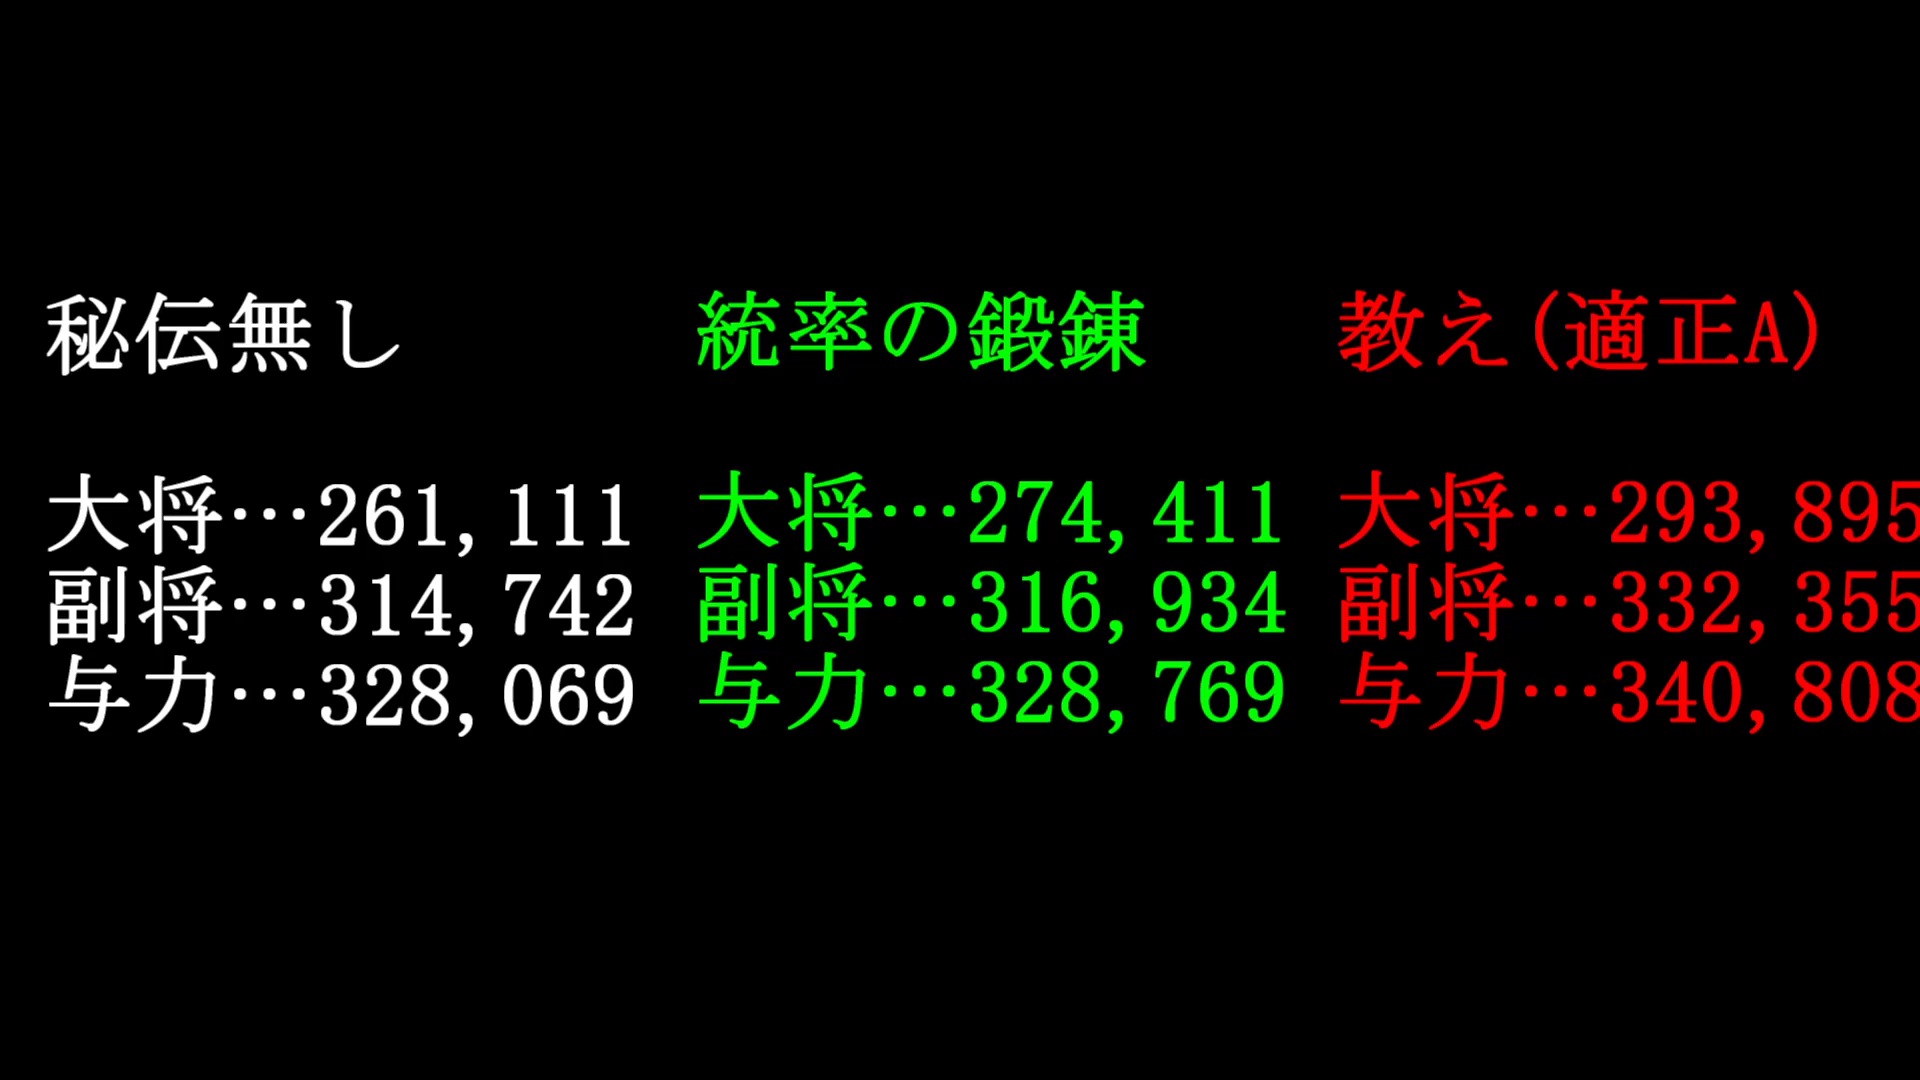 秘伝無し
大将…261,111
副将…314,742
与力…328,069
統率の鍛錬
大将…274,411
副将…316,934
与力…328,769
教え(適正A)
大将…293,895
副将…332,355
与力…340,808